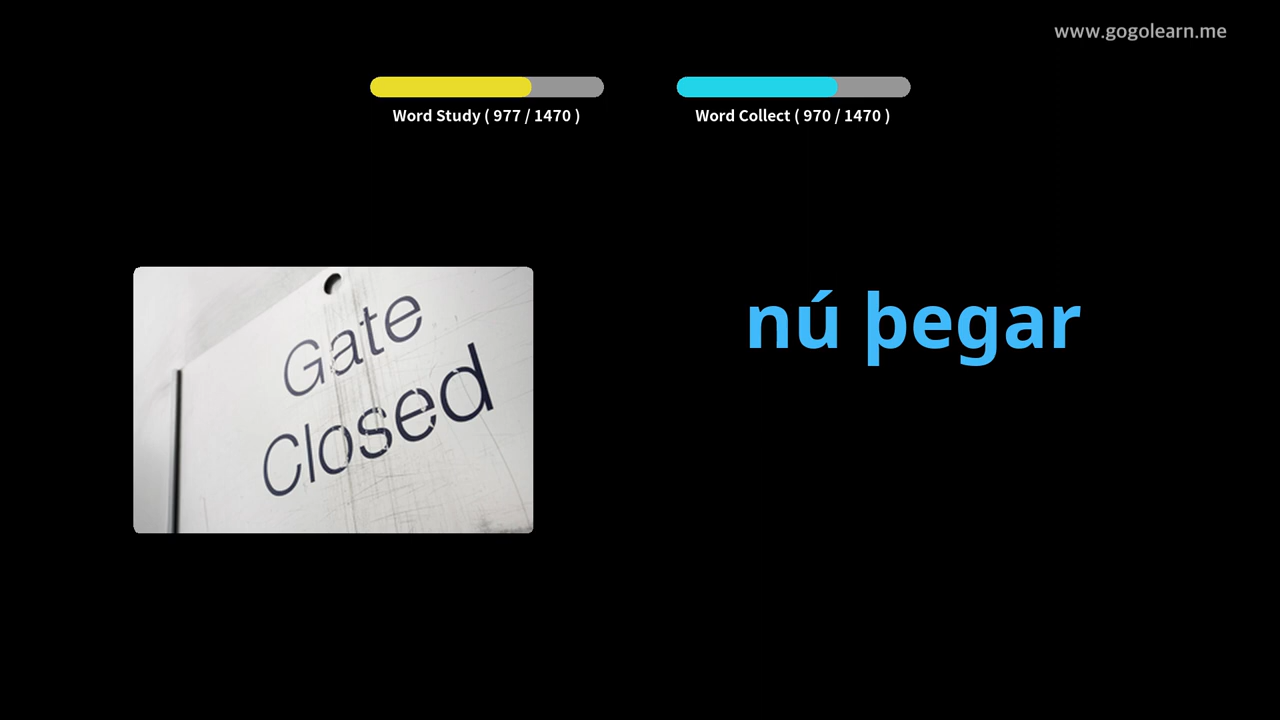 www.gogolearn.me
Word Study ( 977 / 1470 )
Word Collect ( 970 / 1470 )
Gate
Closed
nú þegar